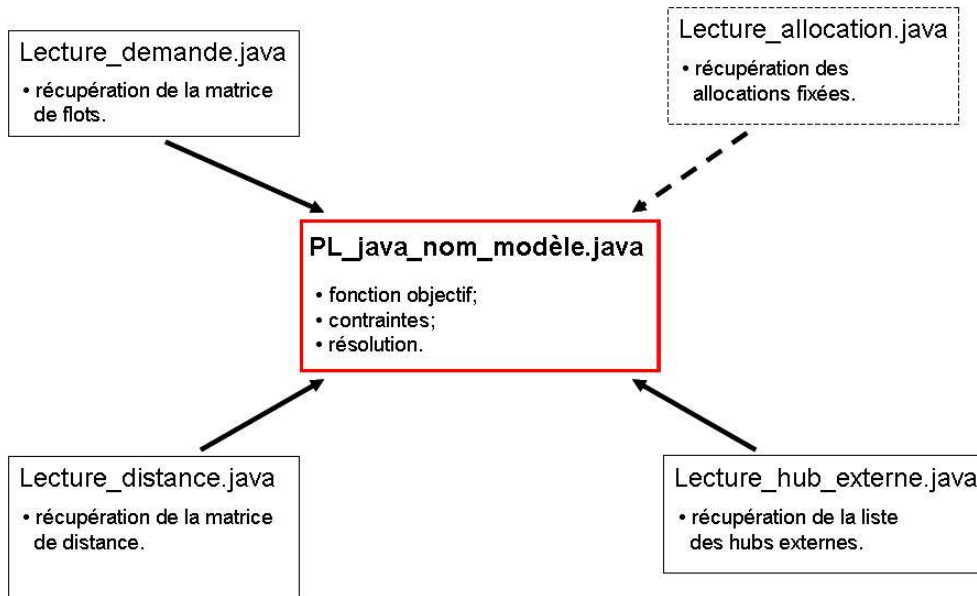 Lecture_demande.java
• récupération de la matrice
de flots.
Lecture_allocation.java
• récupération des
allocations fixées.
PL_java_nom_modèle.java
• fonction objectif;
• contraintes;
• résolution.
Lecture_distance.java
• récupération de la matrice
de distance.
Lecture_hub_externe.java
• récupération de la liste
des hubs externes.